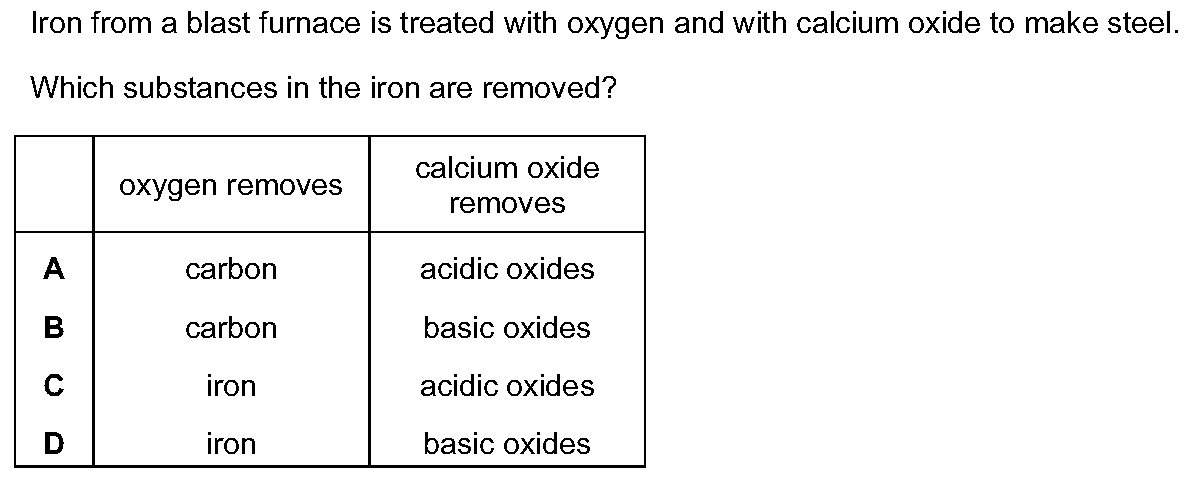 Iron from a blast furnace is treated with oxygen and with calcium oxide to make steel.
Which substances in the iron are removed?
oxygen removes
calcium oxide
removes
A carbon acidic oxides
B carbon basic oxides
C iron acidic oxides
D iron basic oxides